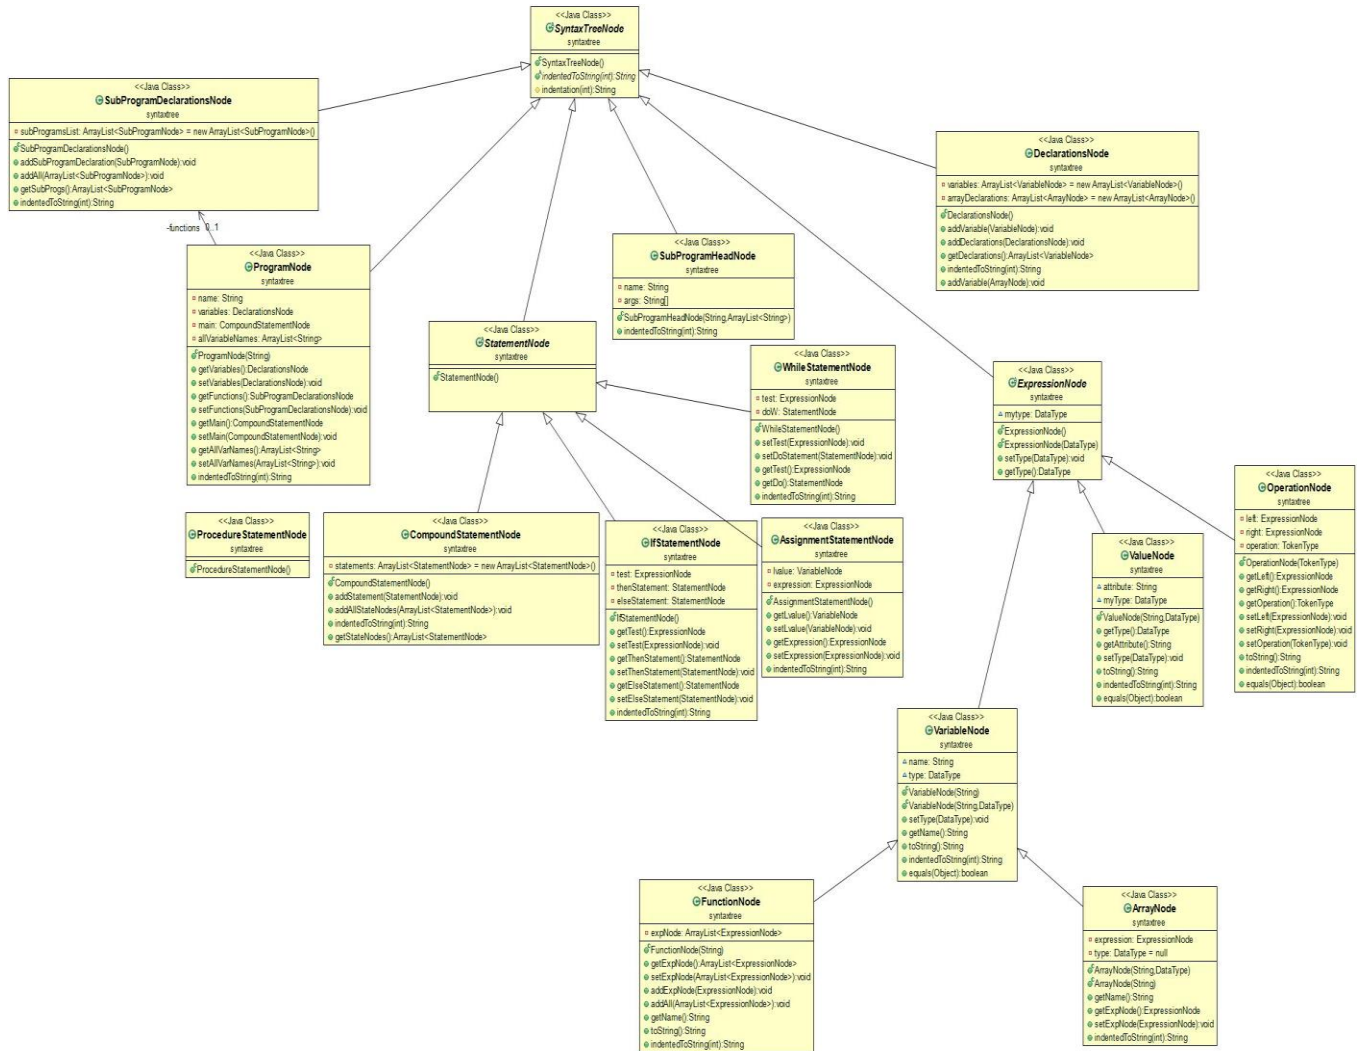 <<Java Class>>
SyntaxTreeNode
syntaxtree
SyntaxTreeNode()
indentedToString(int):String
indentation(int):String
<<Java Class>>
SubProgramDeclarationsNode
syntaxtree
subProgramsList: ArrayList<SubProgramNode> = new ArrayList<SubProgramNode>()
SubProgramDeclarationsNode()
addSubProgramDeclaration(SubProgramNode):void
addAll(ArrayList<SubProgramNode>):void
getSubProgs():ArrayList<SubProgramNode>
indentedToString(int):String
-functions 0..1
<<Java Class>>
DeclarationsNode
syntaxtree
variables: ArrayList<VariableNode> = new ArrayList<VariableNode>()
arrayDeclarations: ArrayList<ArrayNode> = new ArrayList<ArrayNode>()
DeclarationsNode()
addVariable(VariableNode):void
addDeclarations(DeclarationsNode):void
getDeclarations():ArrayList<VariableNode>
indentedToString(int):String
addVariable(ArrayNode):void
<<Java Class>>
ProgramNode
syntaxtree
name: String
variables: DeclarationsNode
main: CompoundStatementNode
allVariableNames: ArrayList<String>
ProgramNode(String)
getVariables():DeclarationsNode
setVariables(DeclarationsNode):void
getFunctions():SubProgramDeclarationsNode
setFunctions(SubProgramDeclarationsNode):void
getMain():CompoundStatementNode
setMain(CompoundStatementNode):void
getAllVarNames():ArrayList<String>
setAllVarNames(ArrayList<String>):void
indentedToString(int):String
<<Java Class>>
SubProgramHeadNode
syntaxtree
name: String
args: String[]
SubProgramHeadNode(String,ArrayList<String>)
indentedToString(int):String
<<Java Class>>
StatementNode
syntaxtree
StatementNode()
<<Java Class>>
WhileStatementNode
syntaxtree
test: ExpressionNode
doW: StatementNode
WhileStatementNode()
setTest(ExpressionNode):void
setDoStatement(StatementNode):void
getTest():ExpressionNode
getDo():StatementNode
indentedToString(int):String
<<Java Class>>
ExpressionNode
syntaxtree
mytype: DataType
ExpressionNode()
ExpressionNode(DataType)
setType(DataType):void
getType():DataType
<<Java Class>>
OperationNode
syntaxtree
left: ExpressionNode
right: ExpressionNode
operation: TokenType
OperationNode(TokenType)
getLeft():ExpressionNode
getRight():ExpressionNode
getOperation():TokenType
setLeft(ExpressionNode):void
setRight(ExpressionNode):void
setOperation(TokenType):void
toString():String
indentedToString(int):String
equals(Object):boolean
<<Java Class>>
ProcedureStatementNode
syntaxtree
ProcedureStatementNode()
<<Java Class>>
CompoundStatementNode
syntaxtree
statements: ArrayList<StatementNode> = new ArrayList<StatementNode>()
CompoundStatementNode()
addStatement(StatementNode):void
addAllStateNodes(ArrayList<StatementNode>):void
indentedToString(int):String
getStateNodes():ArrayList<StatementNode>
<<Java Class>>
IfStatementNode
syntaxtree
test: ExpressionNode
thenStatement: StatementNode
elseStatement: StatementNode
IfStatementNode()
getTest():ExpressionNode
setTest(ExpressionNode):void
getThenStatement():StatementNode
setThenStatement(StatementNode):void
getElseStatement():StatementNode
setElseStatement(StatementNode):void
indentedToString(int):String
<<Java Class>>
AssignmentStatementNode
syntaxtree
lvalue: VariableNode
expression: ExpressionNode
AssignmentStatementNode()
getLvalue():VariableNode
setLvalue(VariableNode):void
getExpression():ExpressionNode
setExpression(ExpressionNode):void
indentedToString(int):String
<<Java Class>>
ValueNode
syntaxtree
attribute: String
myType: DataType
ValueNode(String,DataType)
getType():DataType
getAttribute():String
setType(DataType):void
toString():String
indentedToString(int):String
equals(Object):boolean
<<Java Class>>
VariableNode
syntaxtree
name: String
type: DataType
VariableNode(String)
VariableNode(String,DataType)
setType(DataType):void
getName():String
toString():String
indentedToString(int):String
equals(Object):boolean
<<Java Class>>
FunctionNode
syntaxtree
expNode: ArrayList<ExpressionNode>
FunctionNode(String)
getExpNode():ArrayList<ExpressionNode>
setExpNode(ArrayList<ExpressionNode>):void
addExpNode(ExpressionNode):void
addAll(ArrayList<ExpressionNode>):void
getName():String
toString():String
indentedToString(int):String
<<Java Class>>
ArrayNode
syntaxtree
expression: ExpressionNode
type: DataType = null
ArrayNode(String,DataType)
ArrayNode(String)
getName():String
getExpNode():ExpressionNode
setExpNode(ExpressionNode):void
indentedToString(int):String